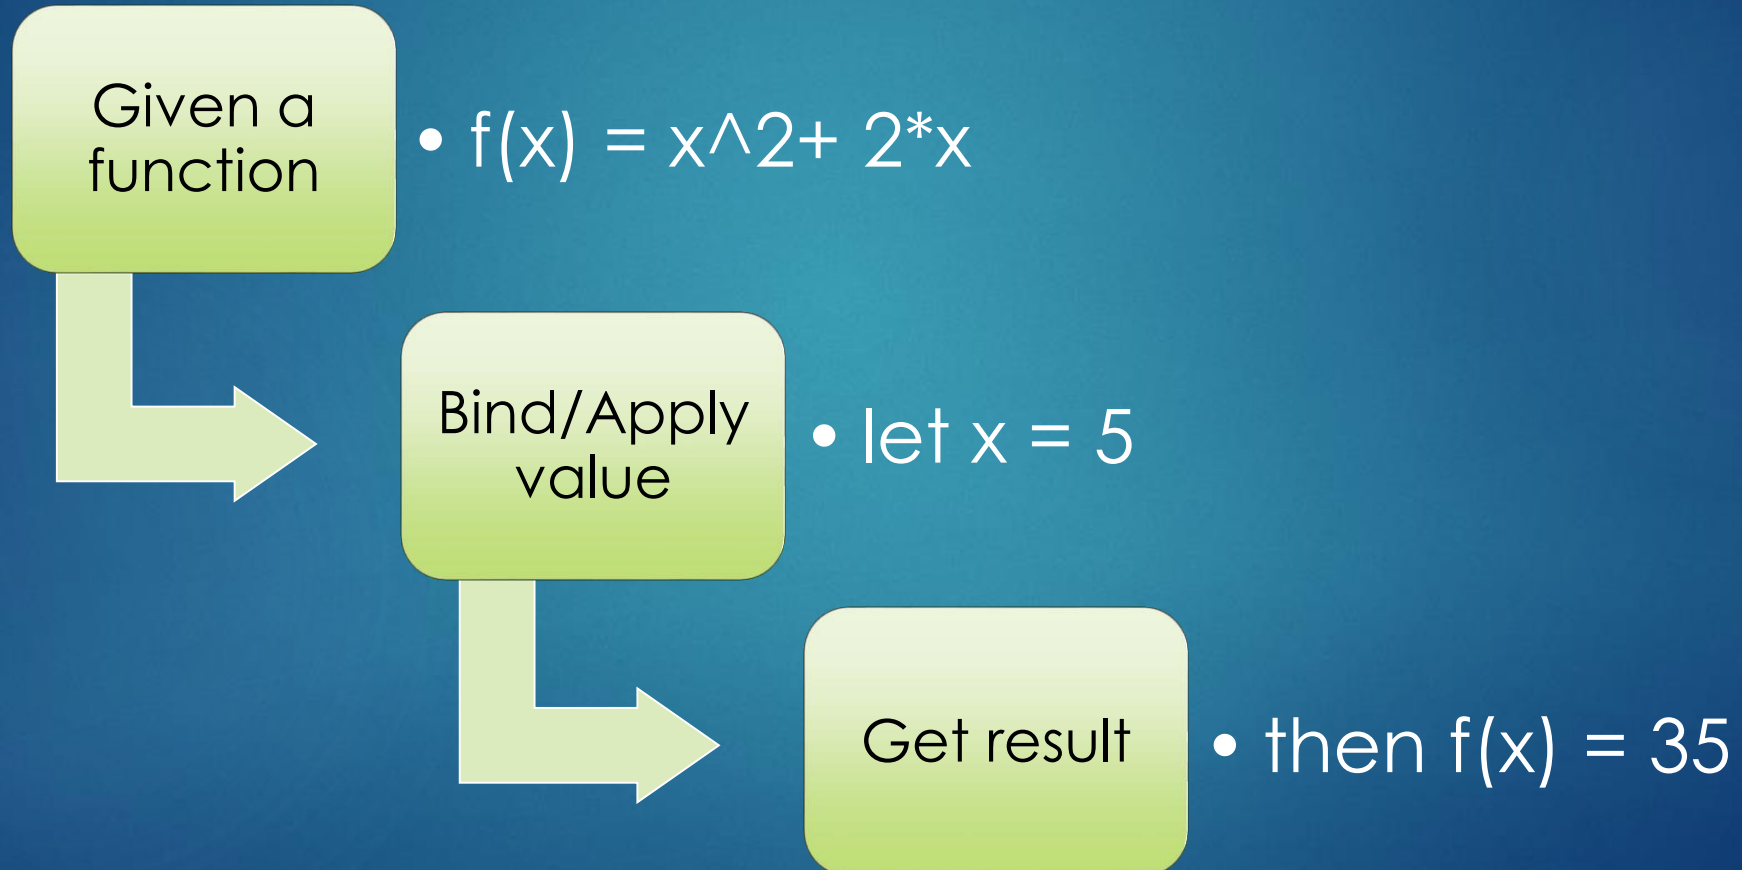 Given a
function
• f(x) = x^2+ 2*x
Bind/Apply
value
• let x = 5
Get result
• then f(x) = 35